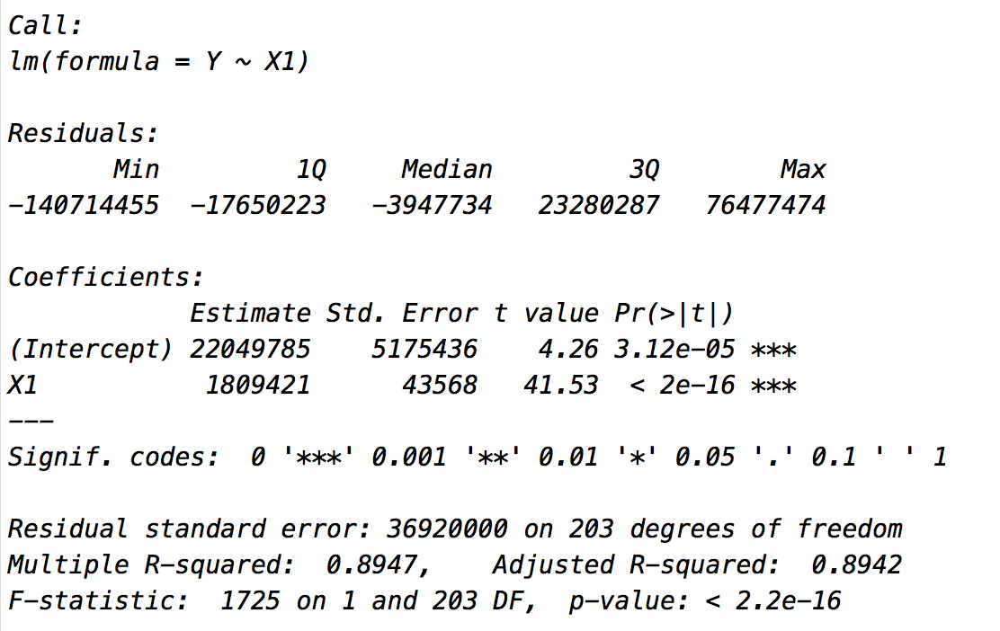 Call:
lm(formula = Y ~ X1)
Residuals:
Min 1Q Median 3Q Max
-140714455 -17650223 -3947734 23280287 76477474
Coefficients:
Estimate Std. Error t value Pr(>|t|)
(Intercept) 22049785 5175436 4.26 3.12e-05 ***
X1 1809421 43568 41.53 < 2e-16 ***
---
Signif. codes: 0 '***' 0.001 '**' 0.01 '*' 0.05 '.' 0.1 ' ' 1
Residual standard error: 36920000 on 203 degrees of freedom
Multiple R-squared: 0.8947, Adjusted R-squared: 0.8942
F-statistic: 1725 on 1 and 203 DF, p-value: < 2.2e-16